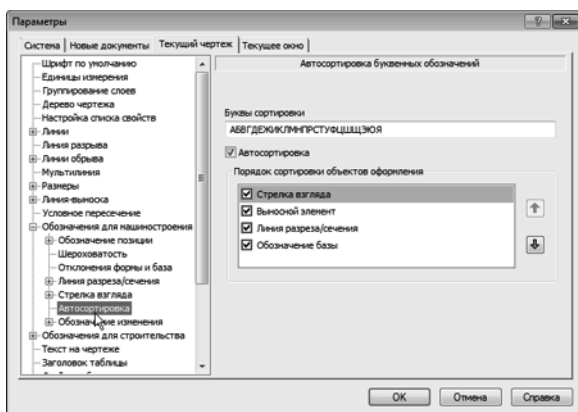 Параметры
Система Новые документы Текущий чертеж Текущее окно
Шрифт по умолчанию
Единицы измерения
Группирование слоев
Дерево чертежа
Настройка списка свойств
Линии
Линия разрыва
Линии обрыва
Мультилиния
Размеры
Линия-выноска
Условное пересечение
Обозначения для машиностроения
Обозначение позиции
Шероховатость
Отклонения формы и база
Линия разреза/сечения
Стрелка взгляда
Автосортировка
Обозначение изменения
Обозначения для строительства
Текст на чертеже
Заголовок таблицы
Автосортировка буквенных обозначений
Буквы сортировки
АБВГДЕЖИКЛМНПРСТУФЦШЩЭЮЯ
Автосортировка
Порядок сортировки объектов оформления
Стрелка взгляда
Выносной элемент
Линия разреза/сечения
Обозначение базы
ОК Отмена Справка